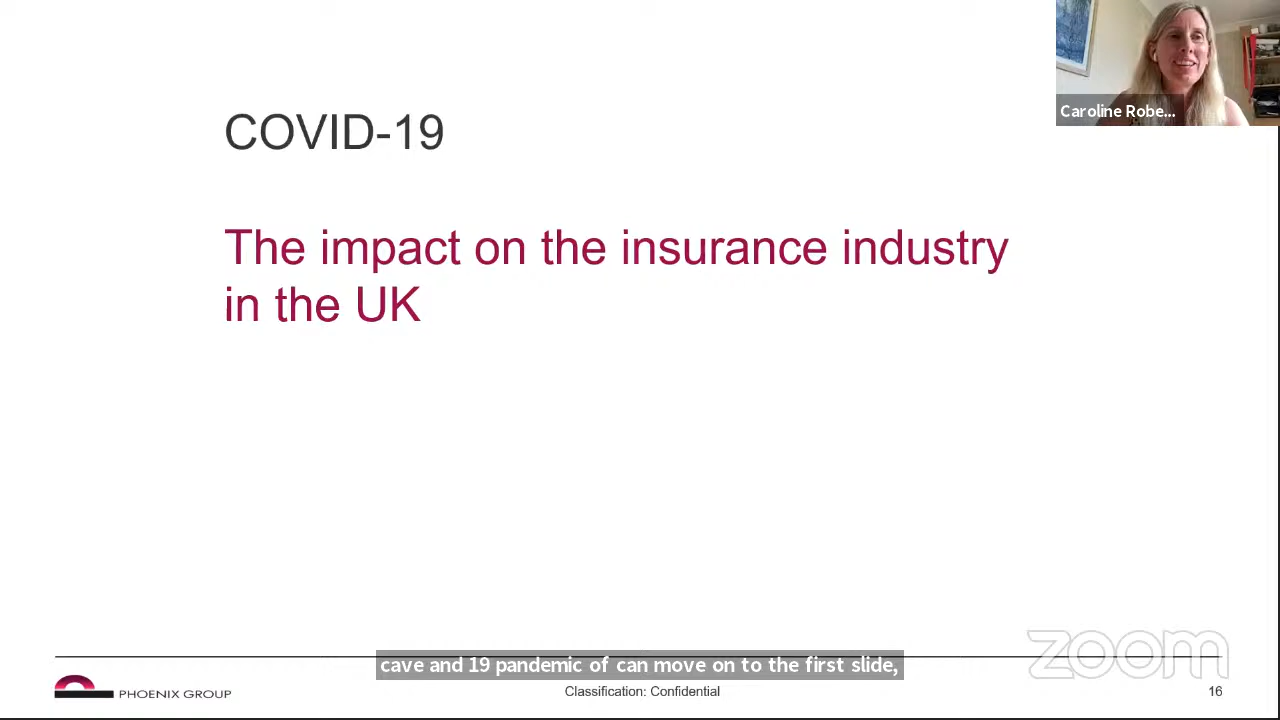 Caroline Robe...
COVID-19
The impact on the insurance industry
in the UK
zoom
cave and 19 pandemic of can move on to the first slide,
PHOENIX GROUP
Classification: Confidential
16